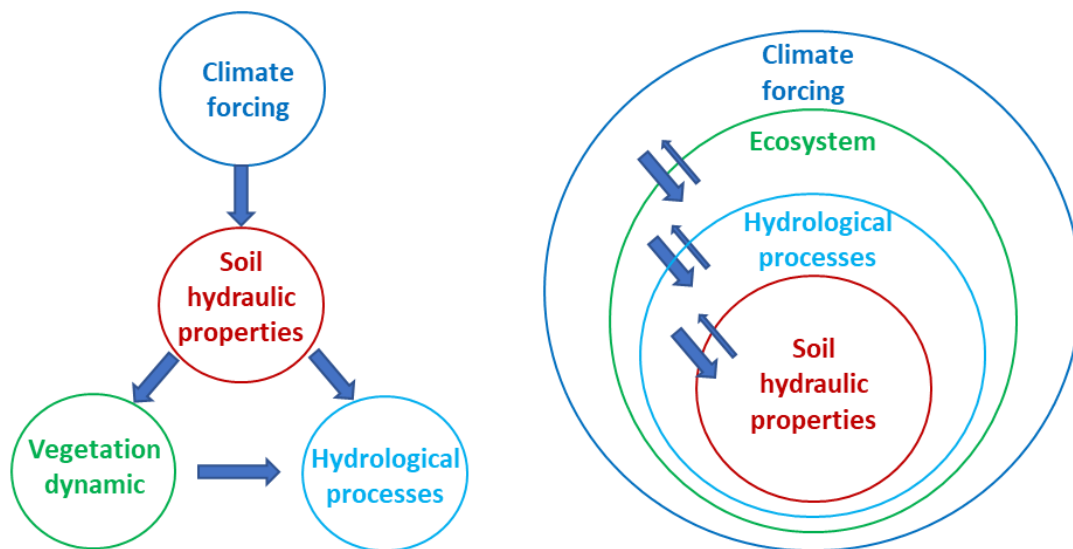 Climate
forcing
Soil
hydraulic
properties
Vegetation
dynamic
Hydrological
processes
Climate
forcing
Ecosystem
Hydrological
processes
Soil
hydraulic
properties